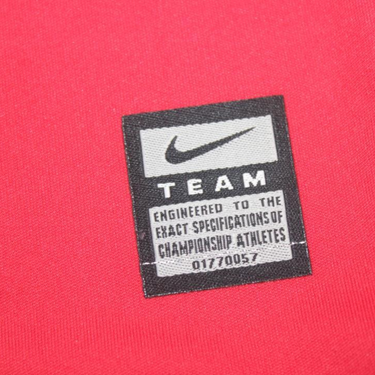 TEAM
ENGINEERED TO THE
EXACT SPECIFICATIONS OF
CHAMPIONSHIP ATHLETES
01770057